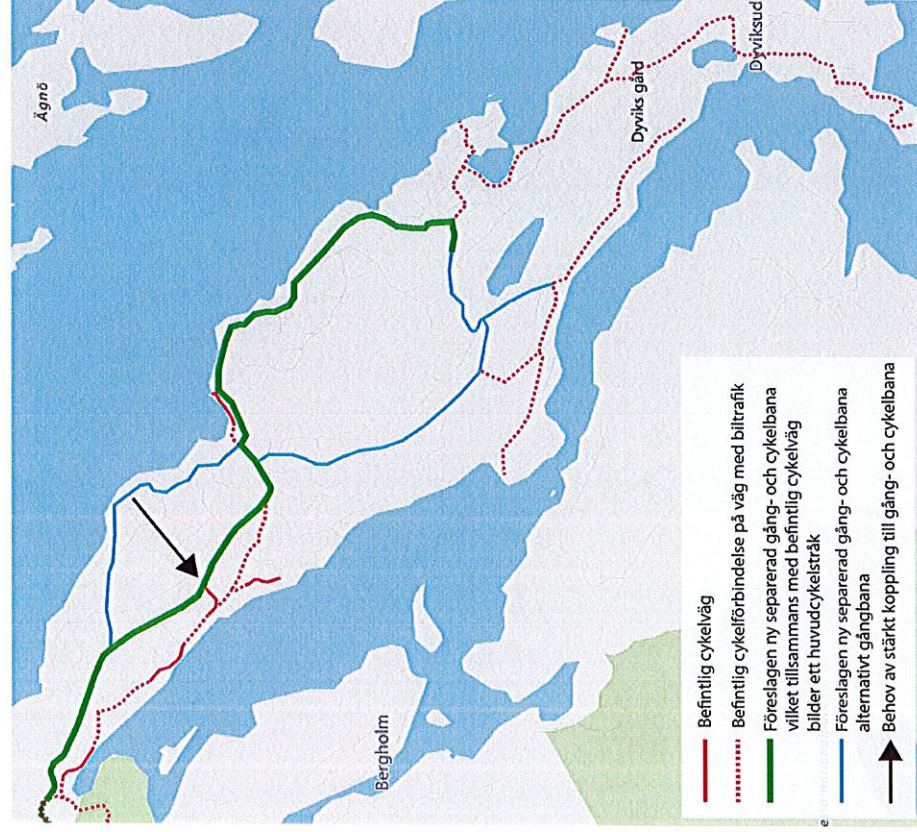 Ägnö
Dyviks gård
Dyviksud
Bergholm
Befintlig cykelväg
Befintlig cykelförbindelse på väg med biltrafik
Föreslagen ny separerad gång- och cykelbana
vilket tillsammans med befintlig cykelväg
bilder ett huvudcykelstråk
Föreslagen ny separerad gång- och cykelbana
alternativt gångbana
Behov av stärkt koppling till gång- och cykelbana